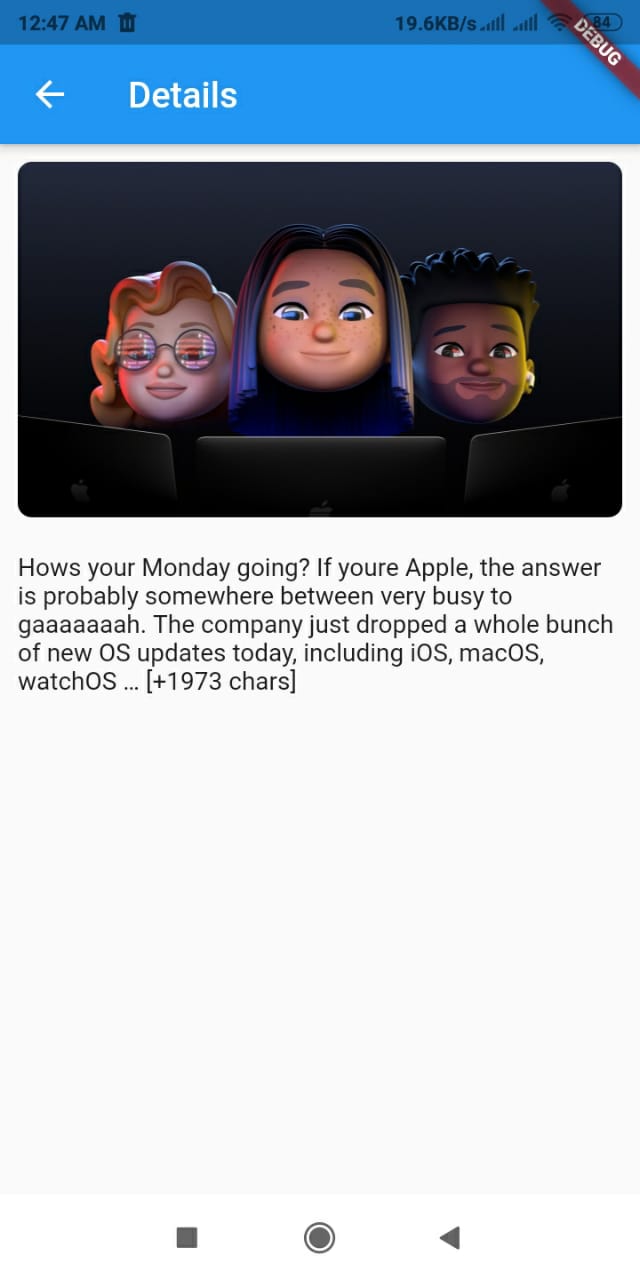 12:47 AM 19.6KB/s 84
DEBUG
Details
Hows your Monday going? If youre Apple, the answer
is probably somewhere between very busy to
gaaaaaaah. The company just dropped a whole bunch
of new OS updates today, including iOS, macOS,
watchOS … [+1973 chars]